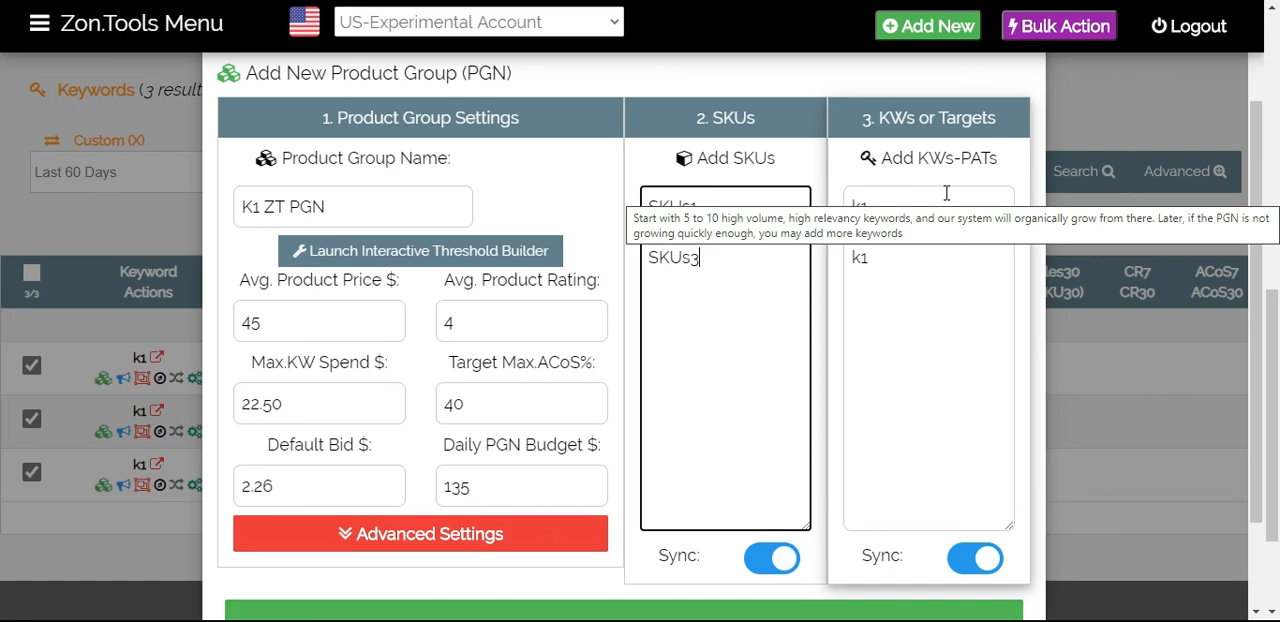 Zon.Tools Menu
US-Experimental Account
Add New
Bulk Action
Logout
Add New Product Group (PGN)
Keywords (3 result
Custom (X)
Last 60 Days
Search
Advanced
1. Product Group Settings
2. SKUs
3. KWs or Targets
Product Group Name:
Add SKUs
Add KWs-PATs
K1 ZT PGN
SKUs1
k1
Start with 5 to 10 high volume, high relevancy keywords, and our system will organically grow from there. Later, if the PGN is not
growing quickly enough, you may add more keywords
SKUs3
k1
Launch Interactive Threshold Builder
Avg. Product Price $:
Avg. Product Rating:
45
4
Max.KW Spend $:
Target Max.ACoS%:
22.50
40
Default Bid $:
Daily PGN Budget $:
2.26
135
Advanced Settings
Sync:
Sync:
3/3
Keyword
Actions
les30
KU30)
CR7
CR30
ACoS7
ACoS30
k1
k1
k1